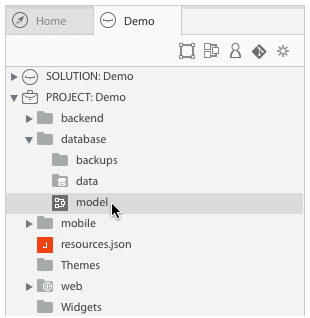 Home
Demo
SOLUTION: Demo
PROJECT: Demo
backend
database
backups
data
model
mobile
J
resources.json
Themes
web
Widgets